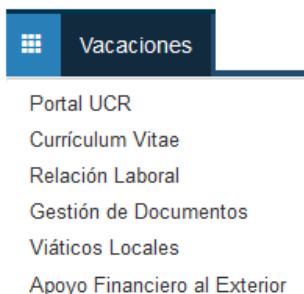 Vacaciones
Portal UCR
Currículum Vitae
Relación Laboral
Gestión de Documentos
Viáticos Locales
Apoyo Financiero al Exterior